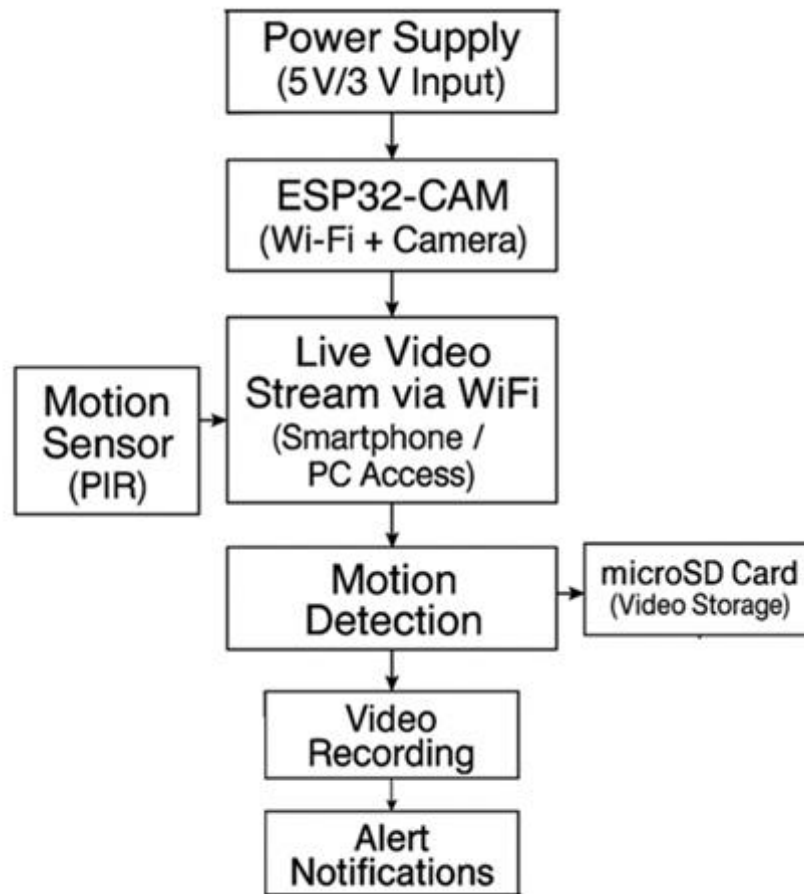 Power Supply
(5 V/3 V Input)
ESP32-CAM
(Wi-Fi + Camera)
Live Video
Stream via WiFi
(Smartphone /
PC Access)
Motion
Sensor
(PIR)
Motion
Detection
microSD Card
(Video Storage)
Video
Recording
Alert
Notifications